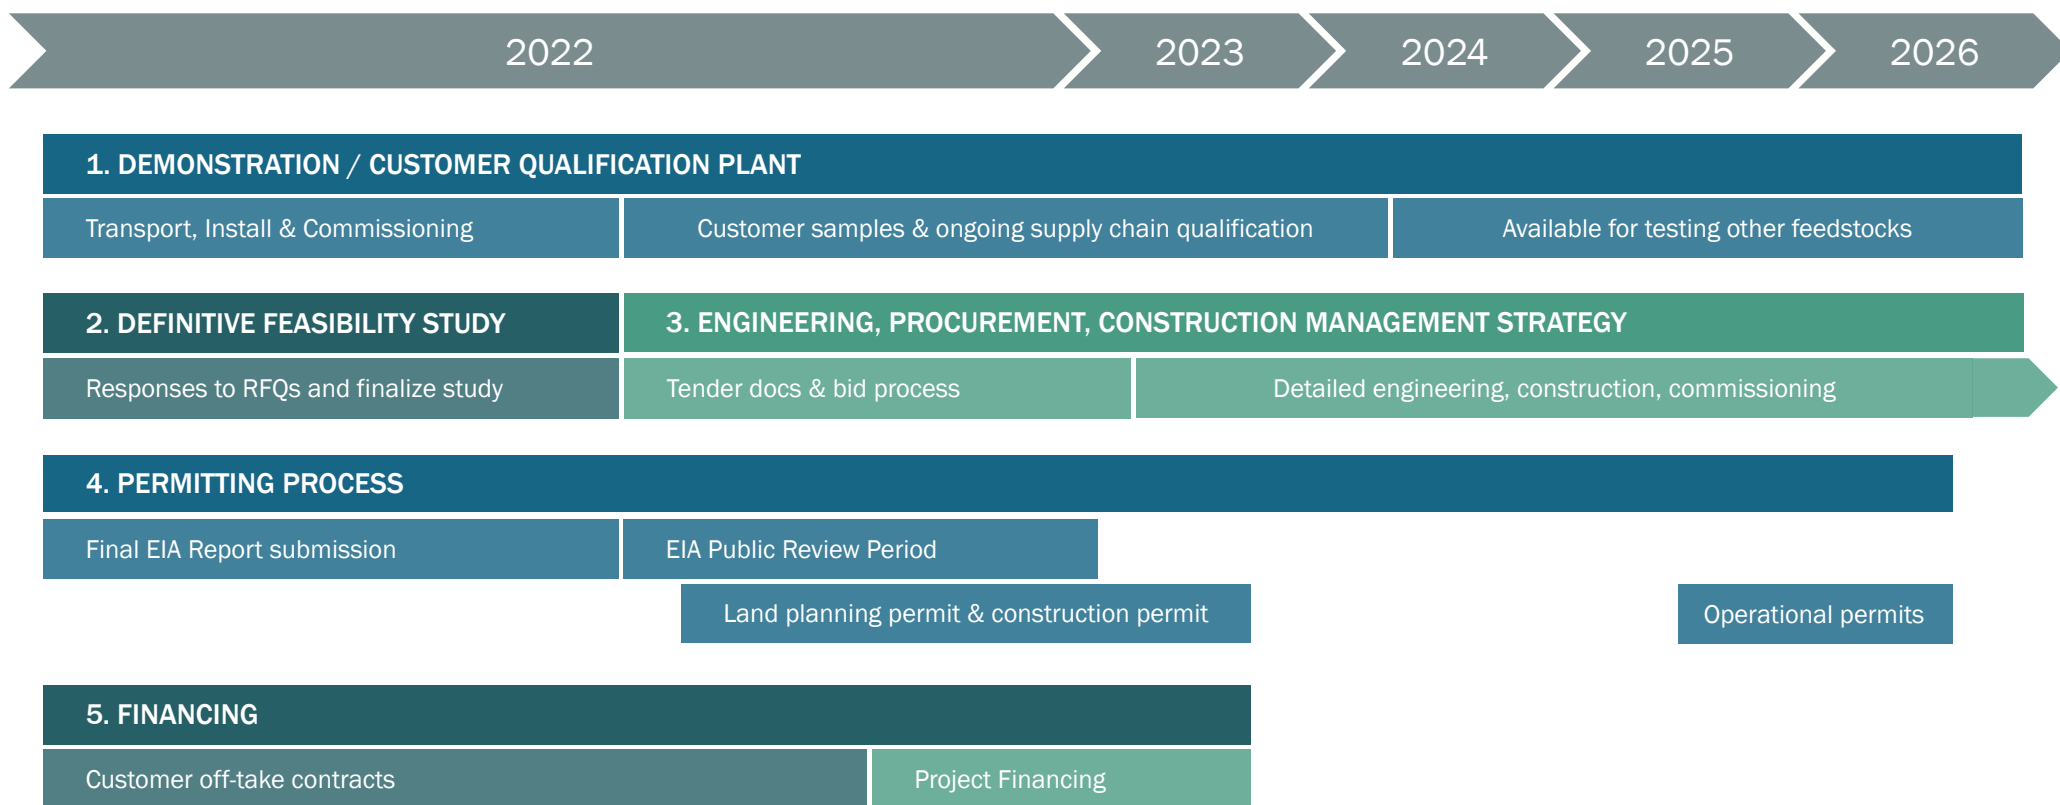 2022
2023
2024
2025
2026
1. DEMONSTRATION / CUSTOMER QUALIFICATION PLANT
Transport, Install & Commissioning
Customer samples & ongoing supply chain qualification
Available for testing other feedstocks
2. DEFINITIVE FEASIBILITY STUDY
3. ENGINEERING, PROCUREMENT, CONSTRUCTION MANAGEMENT STRATEGY
Responses to RFQs and finalize study
Tender docs & bid process
Detailed engineering, construction, commissioning
4. PERMITTING PROCESS
Final EIA Report submission
EIA Public Review Period
Land planning permit & construction permit
Operational permits
5. FINANCING
Customer off-take contracts
Project Financing